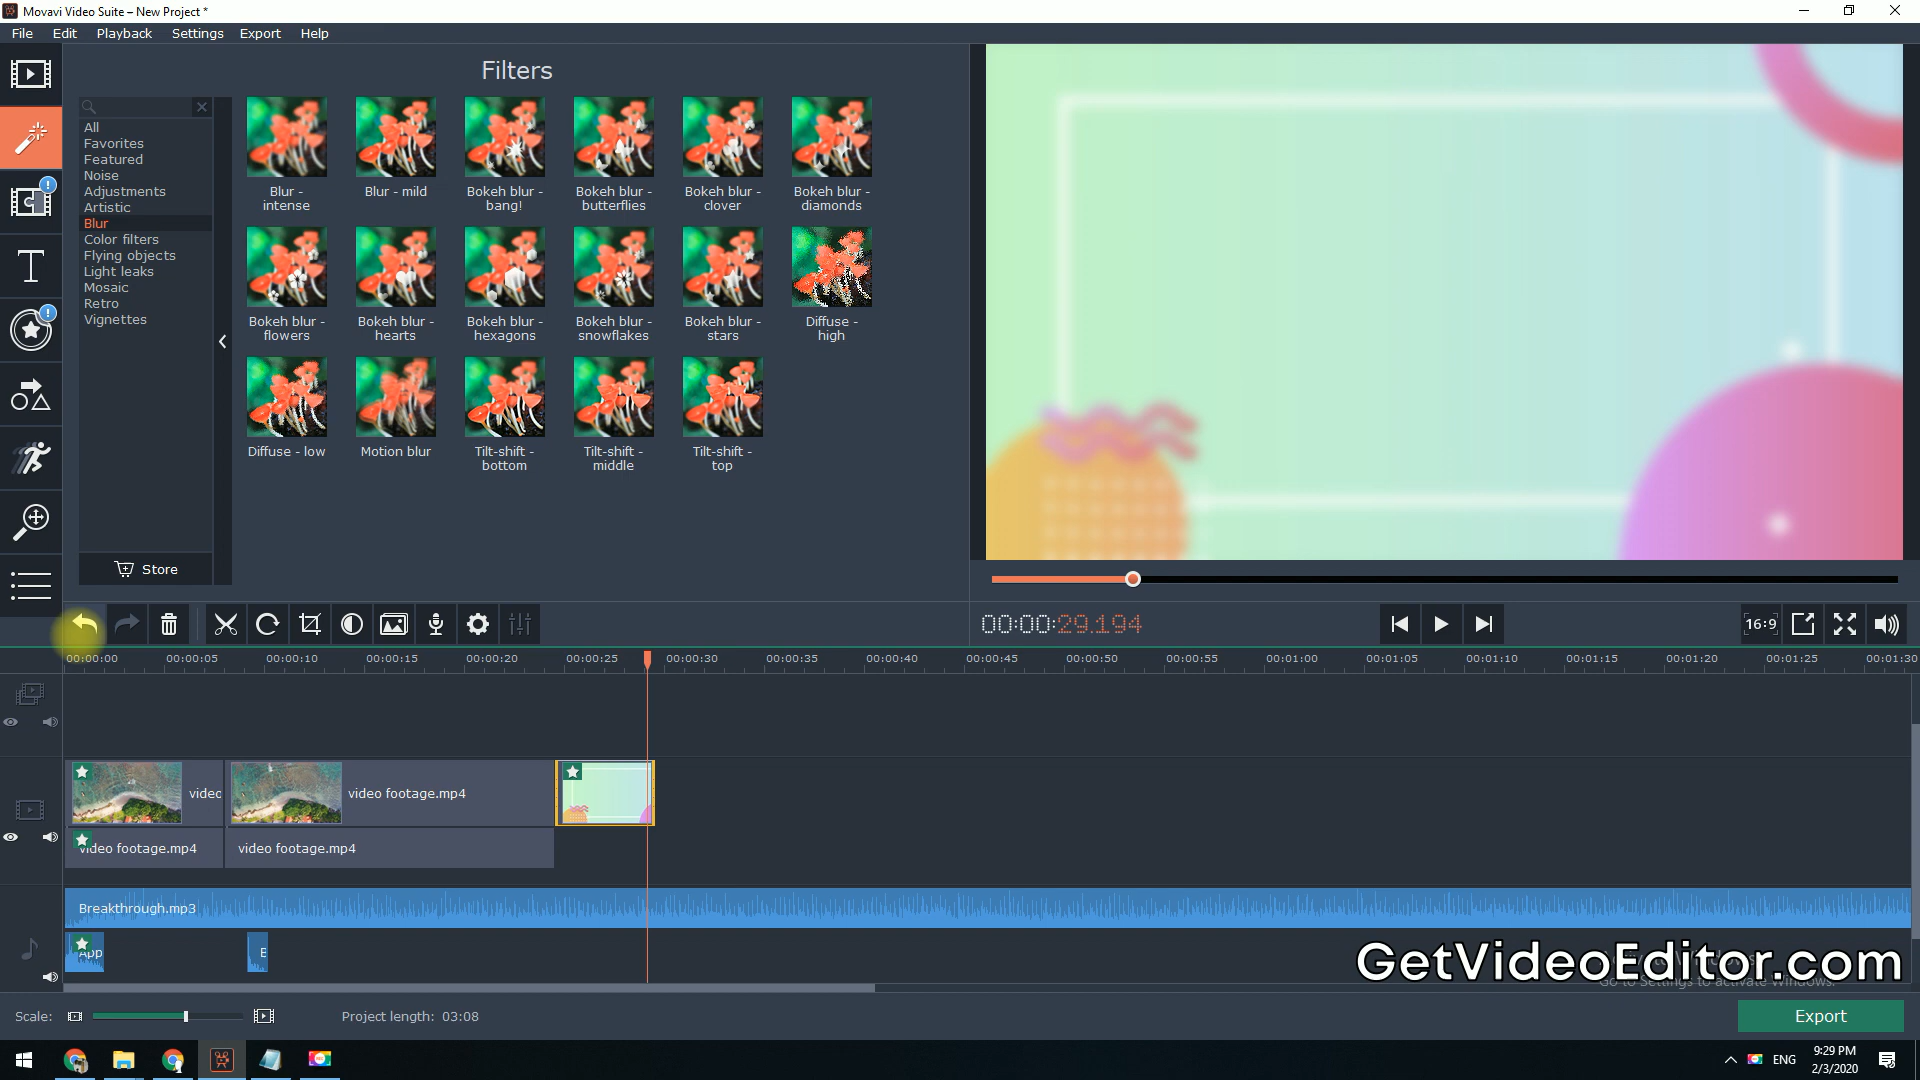 Movavi Video Suite – New Project *
File Edit Playback Settings Export Help
Filters
All
Favorites
Featured
Noise
Adjustments
Artistic
Blur
Color filters
Flying objects
Light leaks
Mosaic
Retro
Vignettes
Store
Blur - intense
Blur - mild
Bokeh blur - bang!
Bokeh blur - butterflies
Bokeh blur - clover
Bokeh blur - diamonds
Bokeh blur - flowers
Bokeh blur - hearts
Bokeh blur - hexagons
Bokeh blur - snowflakes
Bokeh blur - stars
Diffuse - high
Diffuse - low
Motion blur
Tilt-shift - bottom
Tilt-shift - middle
Tilt-shift - top
00:00:29.194
16:9
00:00:00 00:00:05 00:00:10 00:00:15 00:00:20 00:00:25 00:00:30 00:00:35 00:00:40 00:00:45 00:00:50 00:00:55 00:01:00 00:01:05 00:01:10 00:01:15 00:01:20 00:01:25 00:01:30
video footage.mp4
video footage.mp4 video footage.mp4
Breakthrough.mp3
App
GetVideoEditor.com
Activate Windows
Go to Settings to activate Windows.
Scale: Project length: 03:08
Export
ENG
9:29 PM
2/3/2020